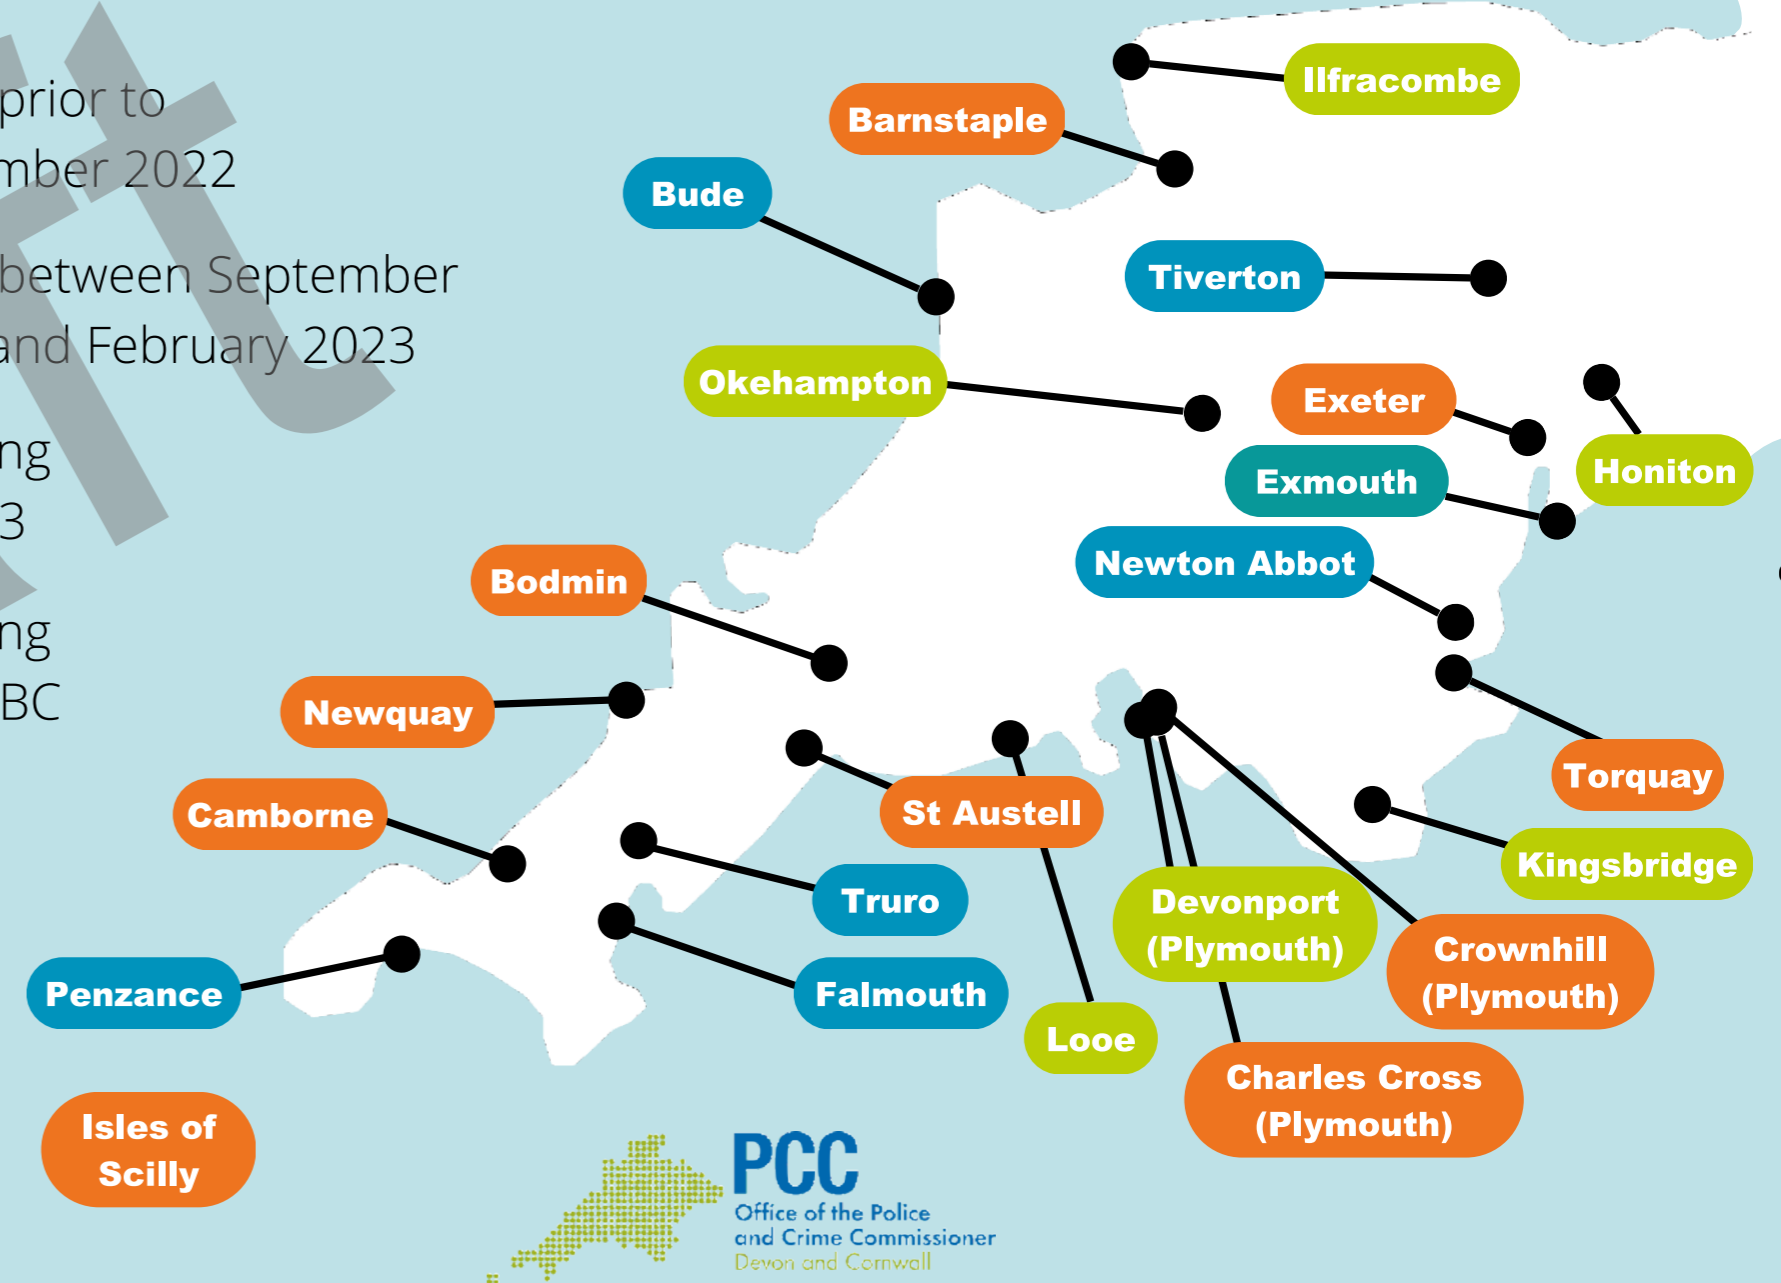 prior to
mber 2022
between September
and February 2023
ng
3
ng
BC
Ilfracombe
Barnstaple
Bude
Tiverton
Okehampton
Exeter
Honiton
Exmouth
Newton Abbot
Bodmin
Newquay
Torquay
Camborne
St Austell
Kingsbridge
Truro
Devonport
(Plymouth)
Crownhill
(Plymouth)
Penzance
Falmouth
Looe
Charles Cross
(Plymouth)
Isles of
Scilly
PCC
Office of the Police
and Crime Commissioner
Devon and Cornwall